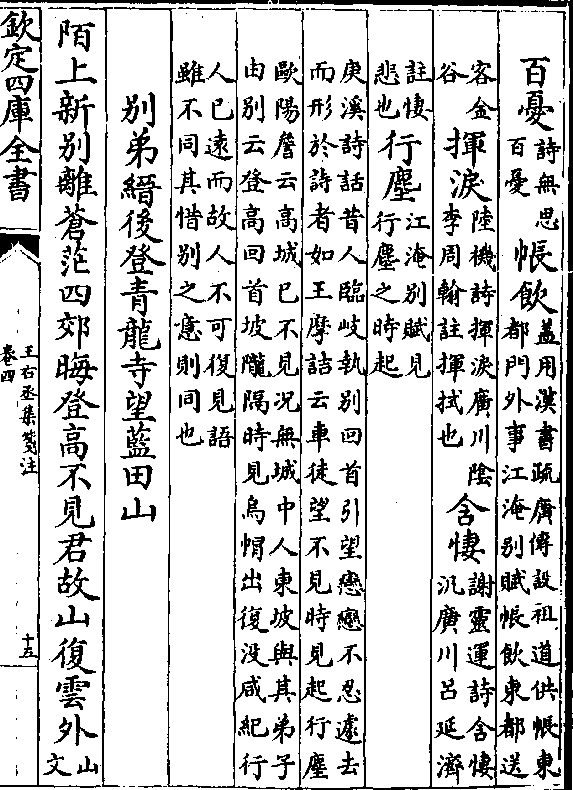 百憂詩無思百憂帳飲蓋用漢書疏廣傳設祖道供帳東都門外事江淹別賦帳飲東都送
客金谷揮淚陸機詩揮淚廣川陰李周翰註揮拭也含悽謝靈運詩含悽汎廣川呂延濟
註悽悲也行塵江淹別賦見行塵之時起
庚溪詩話昔人臨岐執別回首引望戀戀不忍遽去
而形於詩者如王摩詰云車徒望不見時見起行塵
歐陽詹云高城已不見況無城中人東坡與其弟子
由別云登高回首坡隴隔時見烏帽出復没咸紀行
人已遠而故人不可復見語
雖不同其惜別之意則同也
別弟縉後登青龍寺望藍田山
陌上新別離蒼茫四郊晦登高不見君故山復雲外山文
欽定四庫全書
王右丞集箋注
卷四
十五